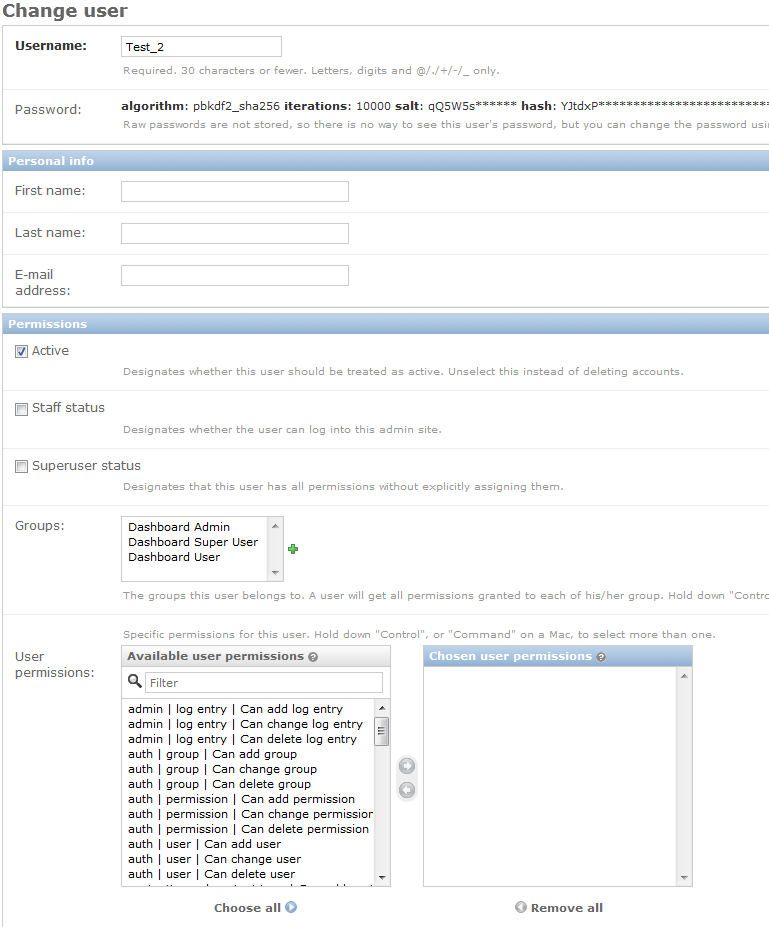 Change user
Username:
Test_2
Required. 30 characters or fewer. Letters, digits and @/./+/-/_ only.
Password:
algorithm: pbkdf2_sha256 iterations: 10000 salt: qQ5W5s****** hash: YJtdxP**************************
Raw passwords are not stored, so there is no way to see this user's password, but you can change the password usi
Personal info
First name:
Last name:
E-mail
address:
Permissions
Active
Designates whether this user should be treated as active. Unselect this instead of deleting accounts.
Staff status
Designates whether the user can log into this admin site.
Superuser status
Designates that this user has all permissions without explicitly assigning them.
Groups:
Dashboard Admin
Dashboard Super User
Dashboard User
The groups this user belongs to. A user will get all permissions granted to each of his/her group. Hold down "Contro
Specific permissions for this user. Hold down "Control", or "Command" on a Mac, to select more than one.
User
permissions:
Available user permissions ?
Filter
admin | log entry | Can add log entry
admin | log entry | Can change log entry
admin | log entry | Can delete log entry
auth | group | Can add group
auth | group | Can change group
auth | group | Can delete group
auth | permission | Can add permission
auth | permission | Can change permission
auth | permission | Can delete permission
auth | user | Can add user
auth | user | Can change user
auth | user | Can delete user
Choose all
Chosen user permissions ?
Remove all